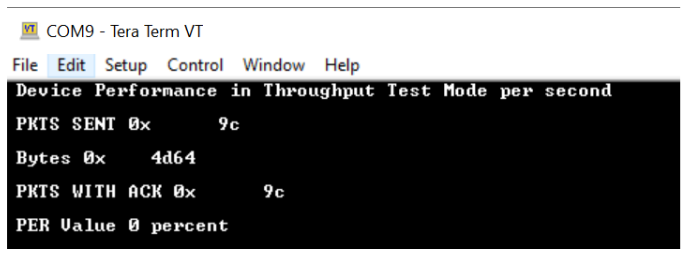 VT COM9 - Tera Term VT
File Edit Setup Control Window Help
Device Performance in Throughput Test Mode per second
PKTS SENT 0x 9c
Bytes 0x 4d64
PKTS WITH ACK 0x 9c
PER Value 0 percent